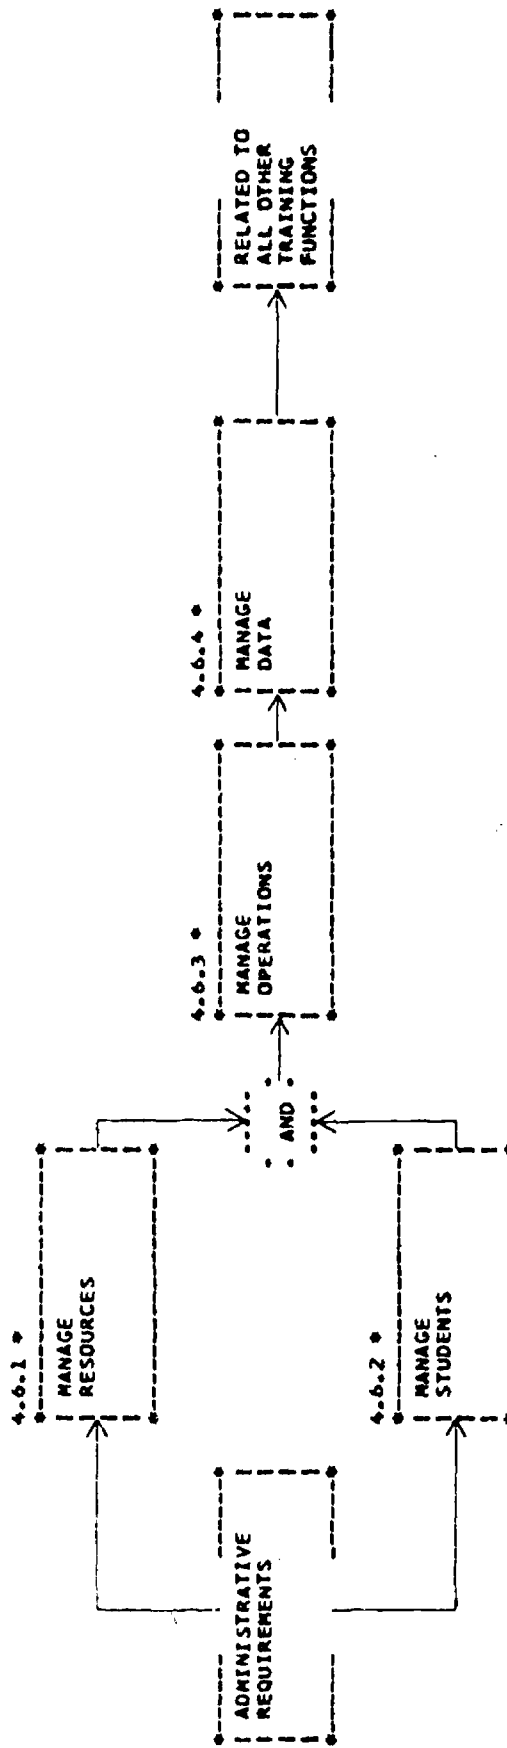 ADMINISTRATIVE
REQUIREMENTS
4.6.1 *
MANAGE
RESOURCES
4.6.2 *
MANAGE
STUDENTS
AND
4.6.3 *
MANAGE
OPERATIONS
4.6.4 *
MANAGE
DATA
RELATED TO
ALL OTHER
TRAINING
FUNCTIONS